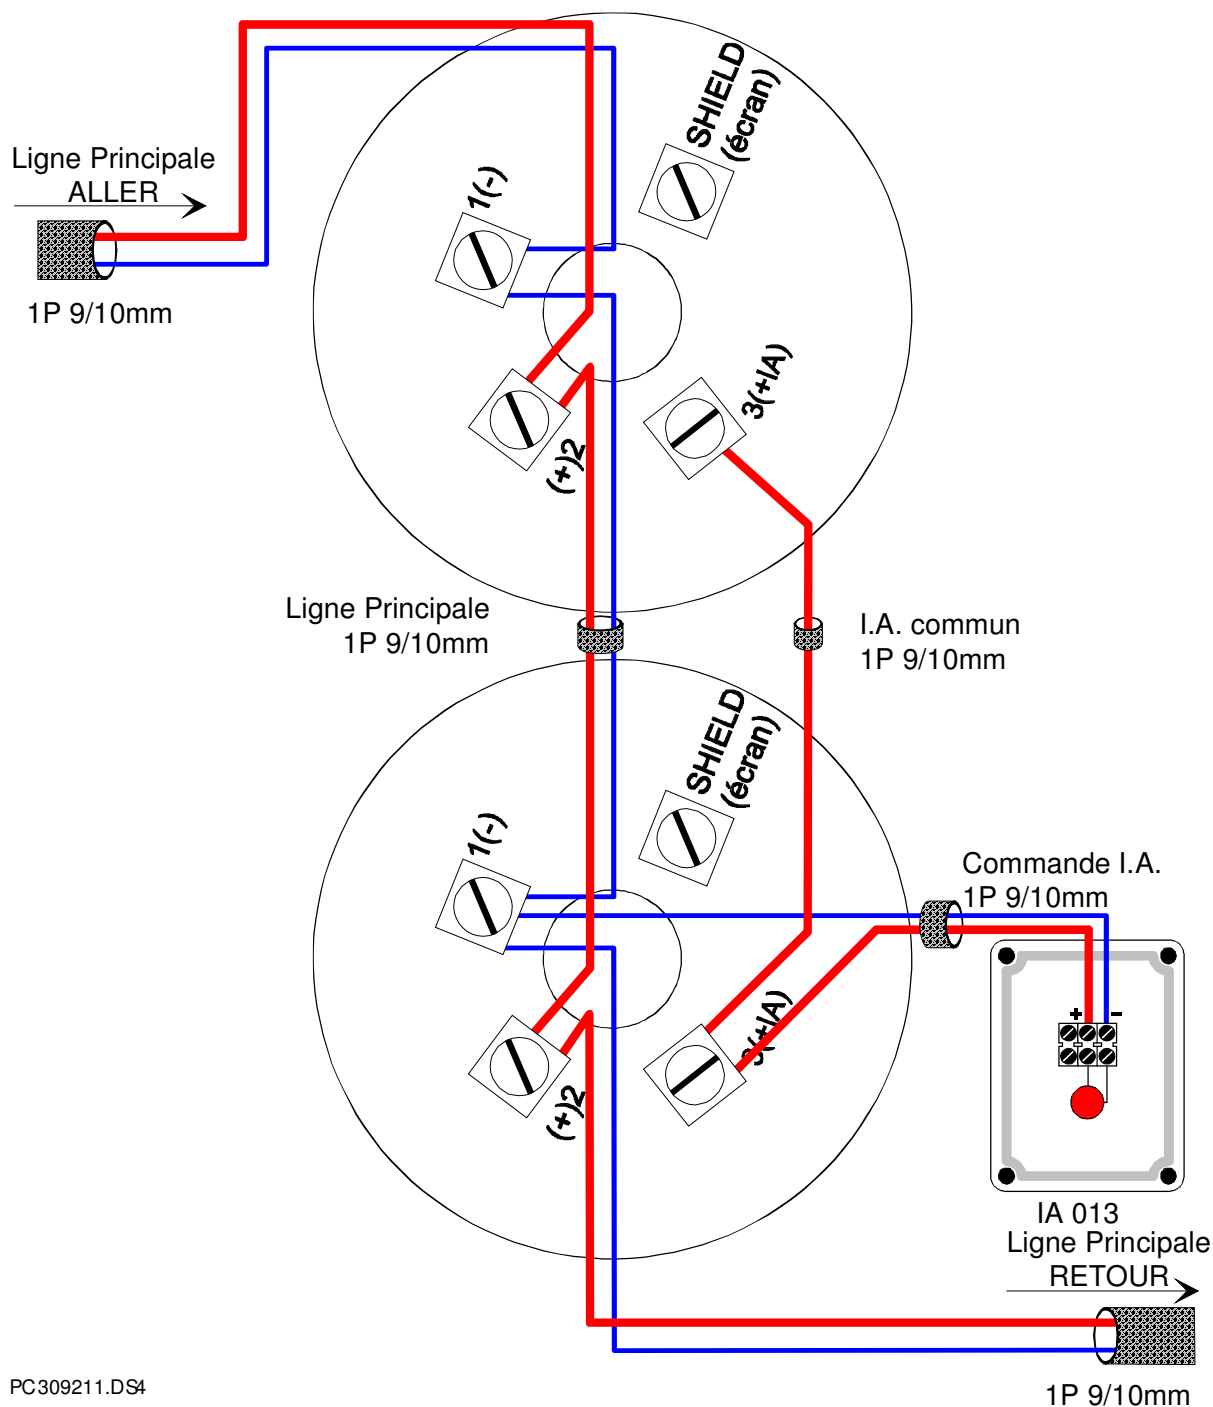 SHIELD
(écran)
Ligne Principale
ALLER
1(-)
1P 9/10mm
3(+IA)
(+)2
Ligne Principale
1P 9/10mm
I.A. commun
1P 9/10mm
SHIELD
(écran)
1(-)
Commande I.A.
1P 9/10mm
3(+IA)
+ -
(+)2
IA 013
Ligne Principale
RETOUR
PC309211.DS4
1P 9/10mm